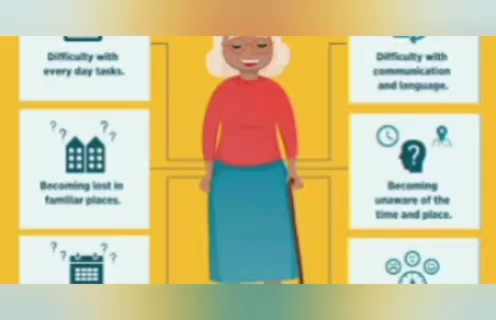 Difficulty with
every day tasks.
Difficulty with
communication
and language.
? ? ? ?
Becoming lost in
familiar places.
?
Becoming
unaware of the
time and place.
? ? ? ?